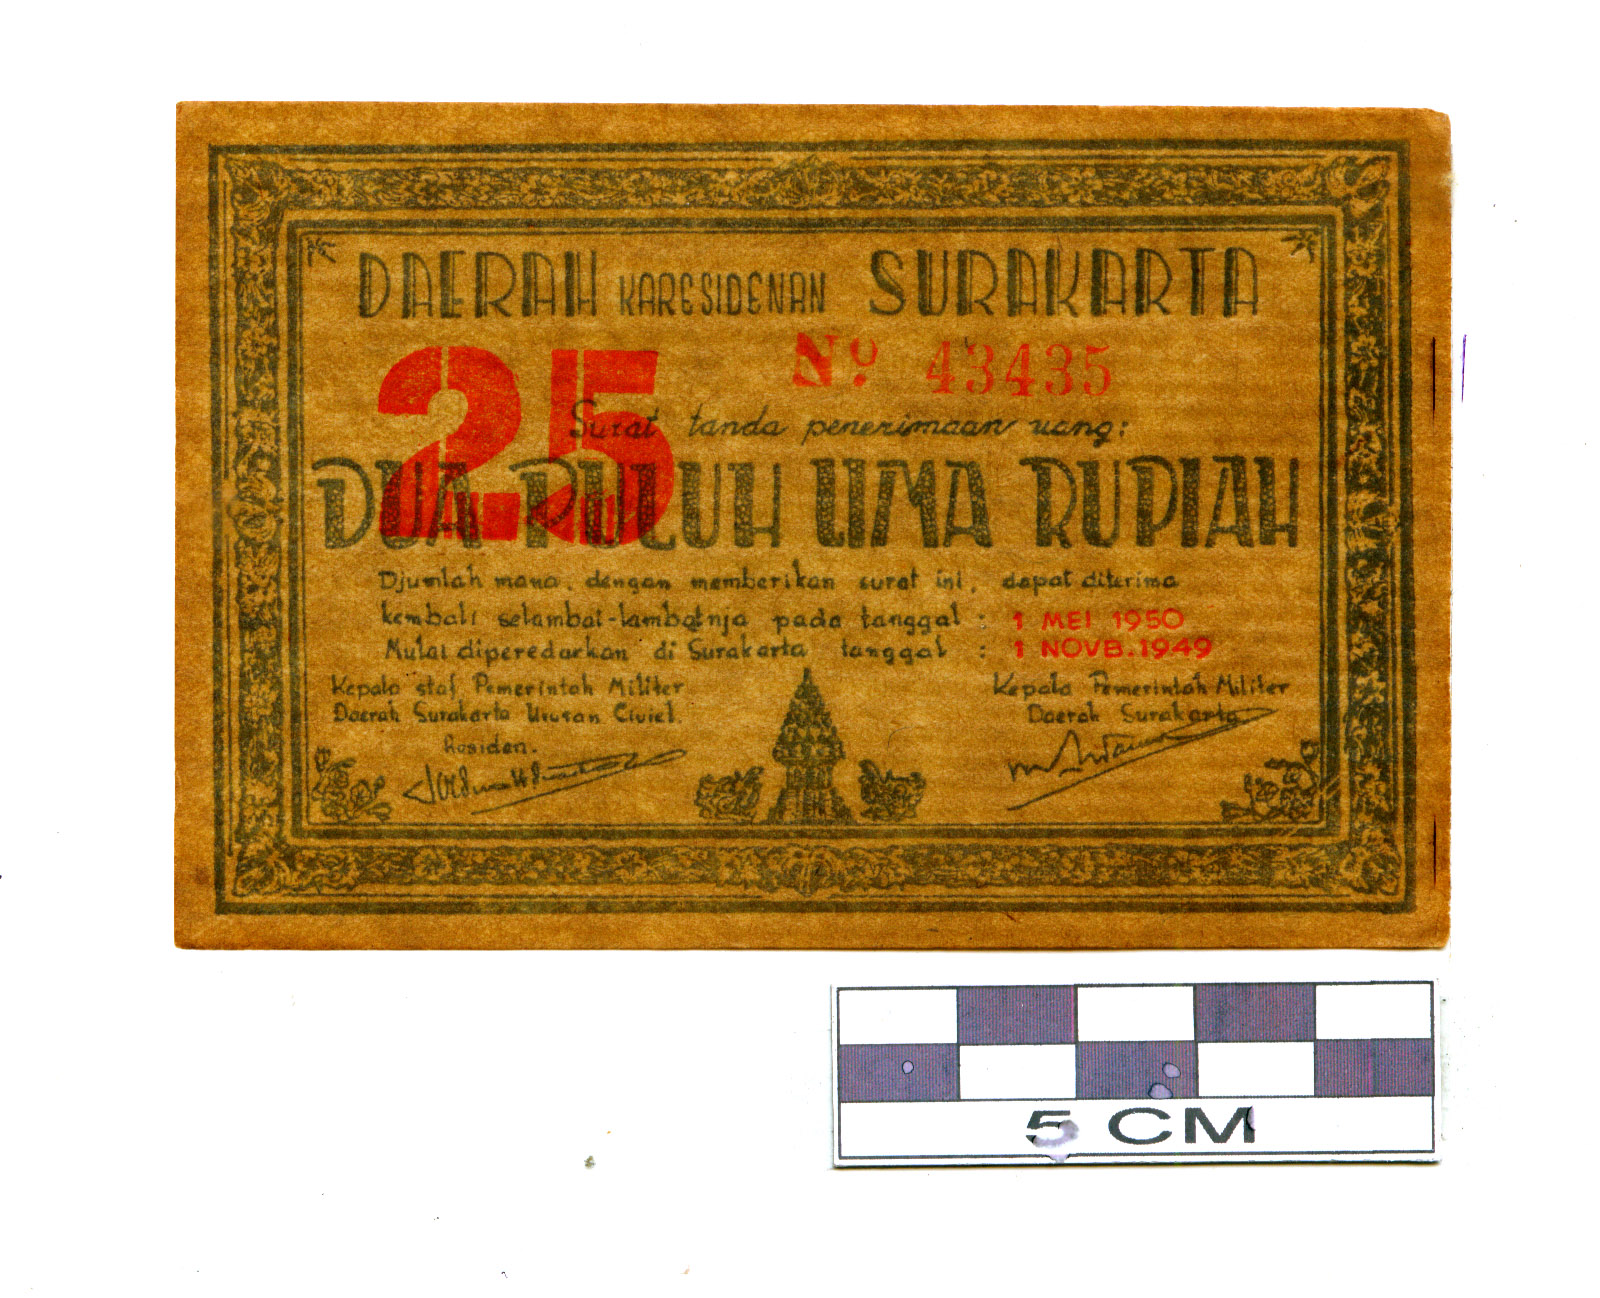 DAERAH KARESIDENAN SURAKARTA
25
No 43435
Surat tanda penerimaan uang:
DUA PULUH LIMA RUPIAH
Djumlah mana, dengan memberikan surat ini, dapat diterima
kembali selambat-lambatnja pada tanggal : 1 MEI 1950
Mulai diperedarkan di Surakarta tanggal : 1 NOVB. 1949
Kepala staf Pemerintah Militer
Daerah Surakarta Urusan Civiel.
Residen.
Kepala Pemerintah Militer
Daerah Surakarta
5 CM